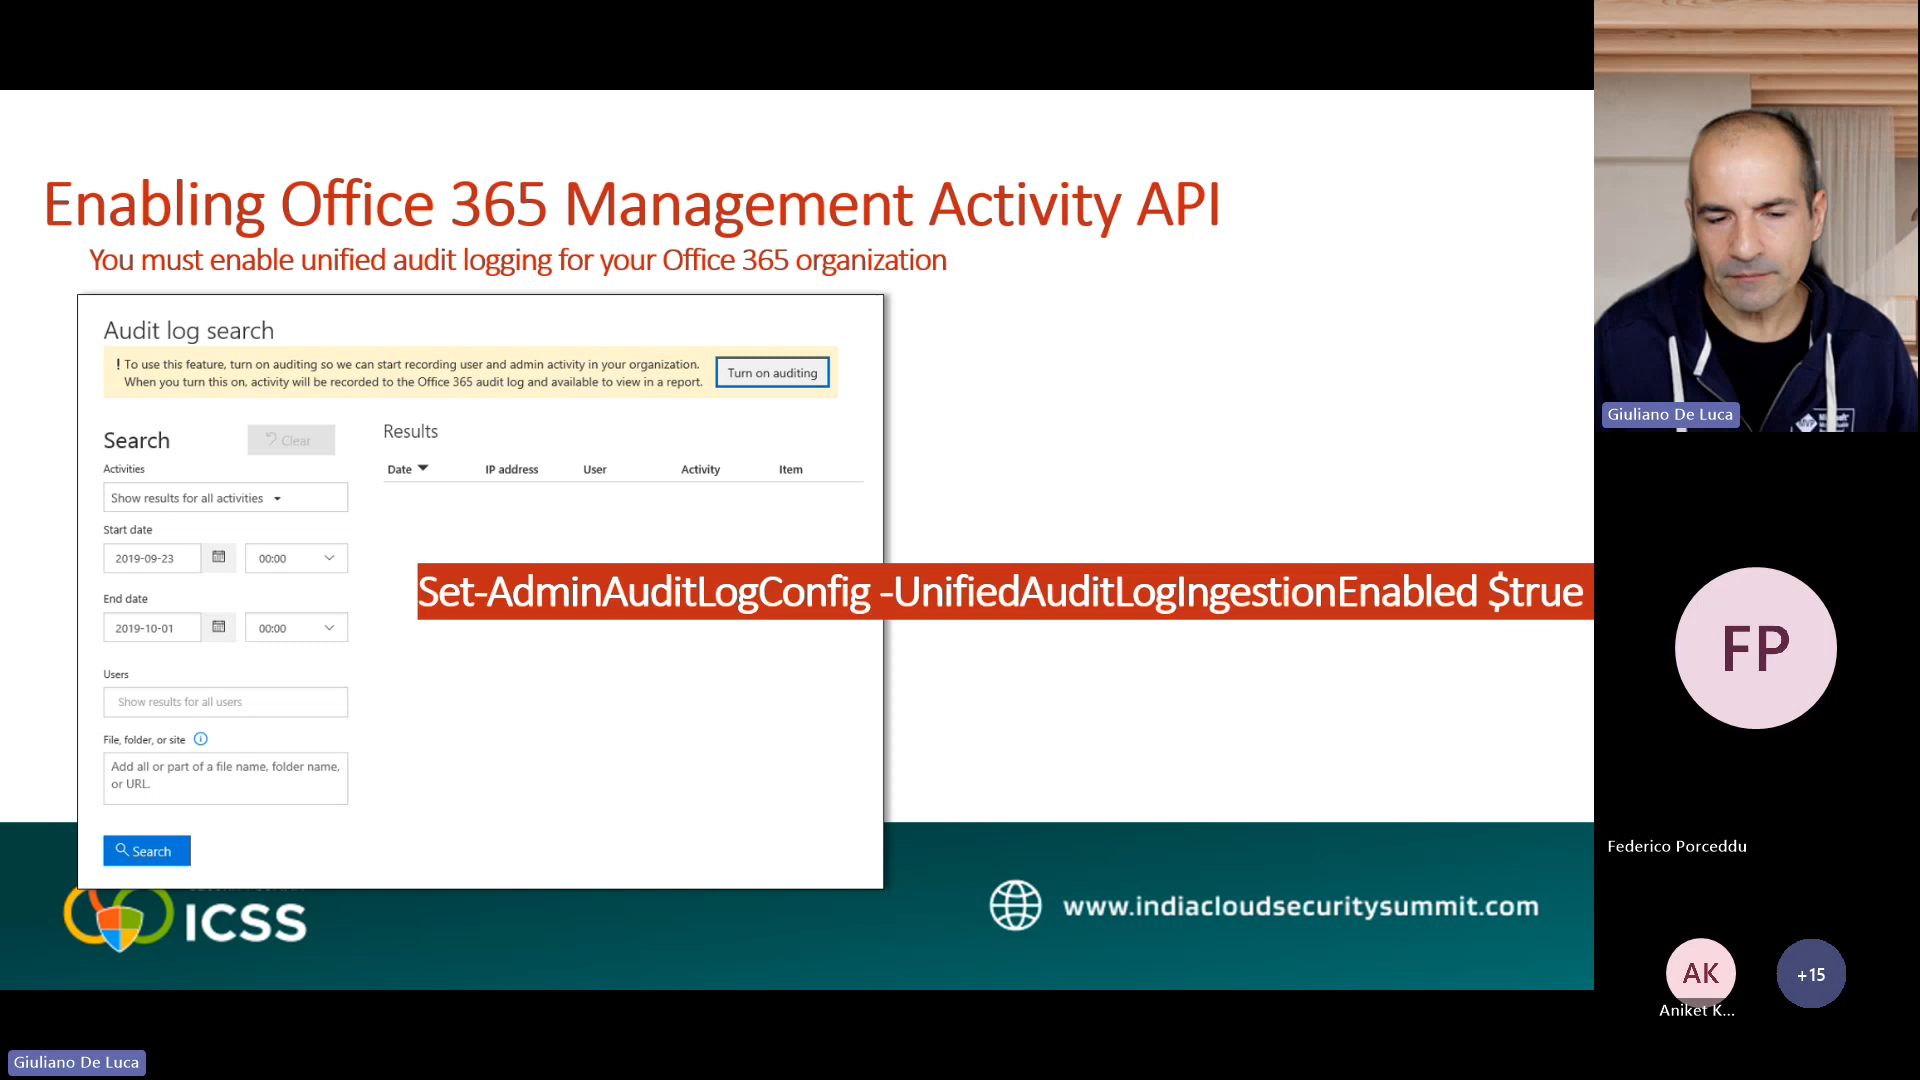 Enabling Office 365 Management Activity API
You must enable unified audit logging for your Office 365 organization
Audit log search
! To use this feature, turn on auditing so we can start recording user and admin activity in your organization.
When you turn this on, activity will be recorded to the Office 365 audit log and available to view in a report.
Turn on auditing
Search
Clear
Results
Activities
Date
IP address
User
Activity
Item
Show results for all activities
Start date
2019-09-23
00:00
Set-AdminAuditLogConfig -UnifiedAuditLogIngestionEnabled $true
End date
2019-10-01
00:00
Users
Show results for all users
File, folder, or site
Add all or part of a file name, folder name,
or URL.
Search
ICSS
www.indiacloudsecuritysummit.com
Giuliano De Luca
MVP
FP
Federico Porceddu
AK
Aniket K...
+15
Giuliano De Luca